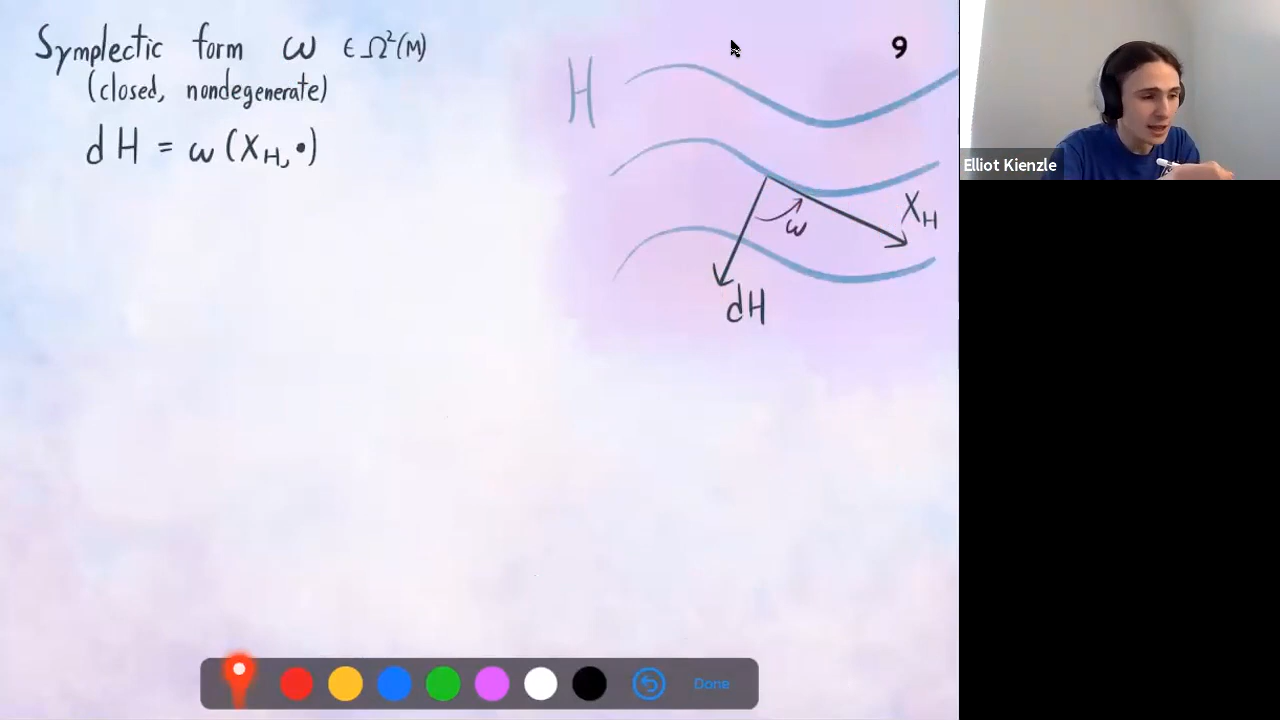 Symplectic form ω ∈ Ω²(M)
(closed, nondegenerate)
dH = ω(X_H, •)
9
H
X_H
ω
dH
Elliot Kienzle
Done